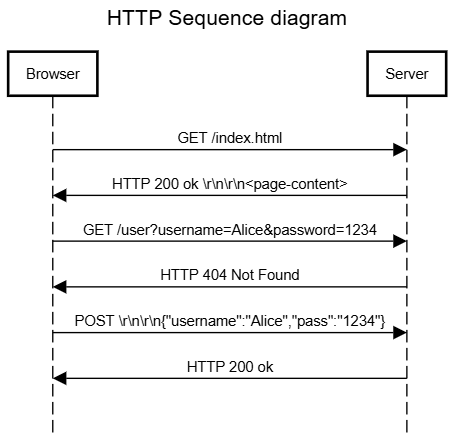 HTTP Sequence diagram
Browser
Server
GET /index.html
HTTP 200 ok \r\n\r\n<page-content>
GET /user?username=Alice&password=1234
HTTP 404 Not Found
POST \r\n\r\n{"username":"Alice","pass":"1234"}
HTTP 200 ok